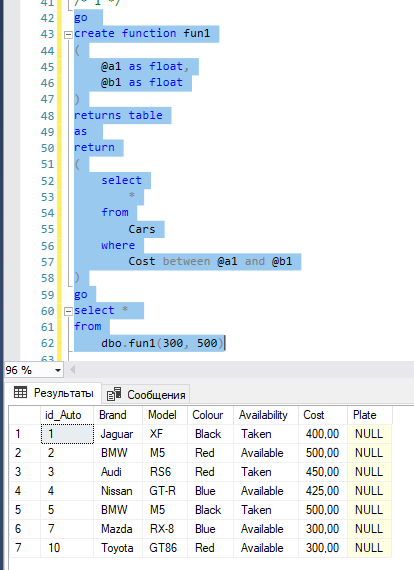 41 /* 1 */
42 go
43 create function fun1
44 (
45 @a1 as float,
46 @b1 as float
47 )
48 returns table
49 as
50 return
51 (
52 select
53 *
54 from
55 Cars
56 where
57 Cost between @a1 and @b1
58 )
59 go
60 select *
61 from
62 dbo.fun1(300, 500)
63
96 %
Результаты Сообщения
id_Auto Brand Model Colour Availability Cost Plate
1 1 Jaguar XF Black Taken 400,00 NULL
2 2 BMW M5 Red Available 500,00 NULL
3 3 Audi RS6 Red Taken 450,00 NULL
4 4 Nissan GT-R Blue Available 425,00 NULL
5 5 BMW M5 Black Taken 500,00 NULL
6 7 Mazda RX-8 Blue Available 300,00 NULL
7 10 Toyota GT86 Red Available 300,00 NULL